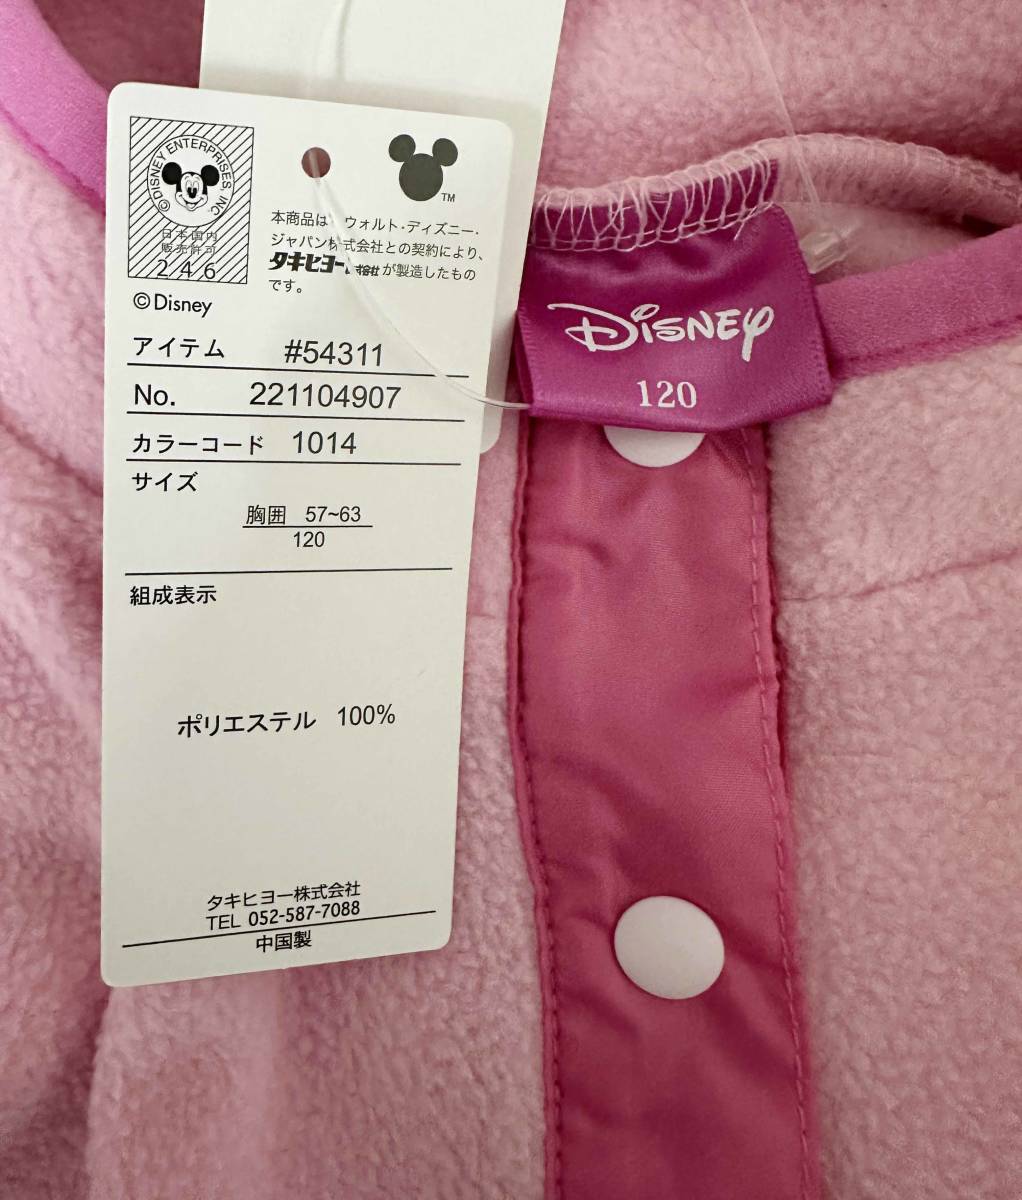 ©DISNEY ENTERPRISES, INC.
日本国内
販売許可
246
©Disney
TM
本商品は、ウォルト・ディズニー・
ジャパン株式会社との契約により、
タキヒヨー株式会社が製造したもの
です。
アイテム #54311
No. 221104907
カラーコード 1014
サイズ
胸囲 57~63
120
組成表示
ポリエステル 100%
タキヒヨー株式会社
TEL 052-587-7088
中国製
Disney
120